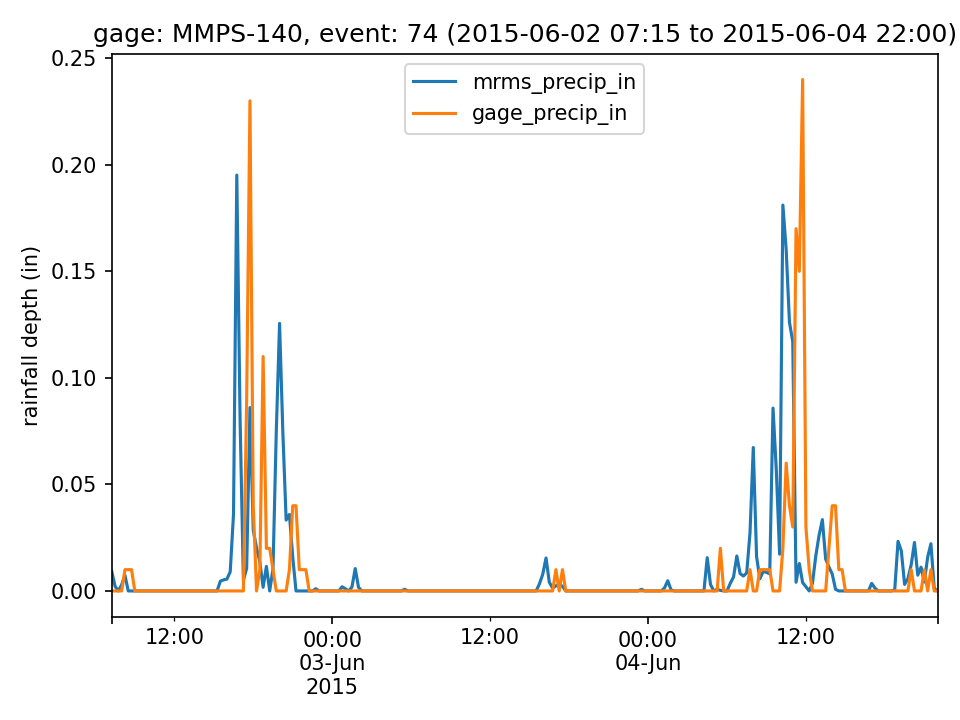 gage: MMPS-140, event: 74 (2015-06-02 07:15 to 2015-06-04 22:00)
mrms_precip_in
gage_precip_in
rainfall depth (in)
0.25
0.20
0.15
0.10
0.05
0.00
12:00
00:00
03-Jun
2015
12:00
00:00
04-Jun
12:00